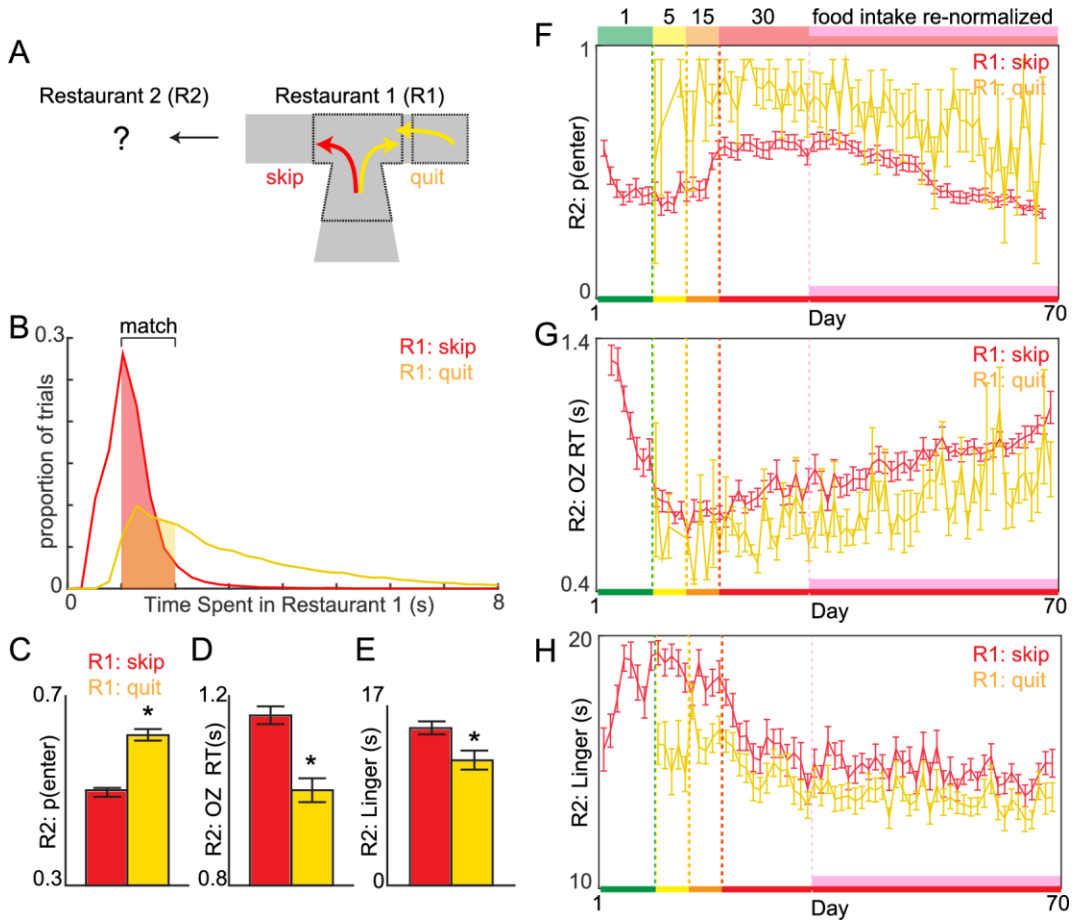 A
Restaurant 2 (R2)
Restaurant 1 (R1)
?
skip
quit
B
match
0.3
R1: skip
R1: quit
proportion of trials
0
0
Time Spent in Restaurant 1 (s)
8
C
R1: skip
R1: quit
0.7
R2: p(enter)
*
0.3
D
1.2
R2: OZ RT(s)
*
0.8
E
17
R2: Linger (s)
*
0
F
1
5
15
30
food intake re-normalized
1
R1: skip
R1: quit
R2: p(enter)
0
1
Day
70
G
1.4
R1: skip
R1: quit
R2: OZ RT (s)
0.4
1
Day
70
H
20
R1: skip
R1: quit
R2: Linger (s)
10
1
Day
70